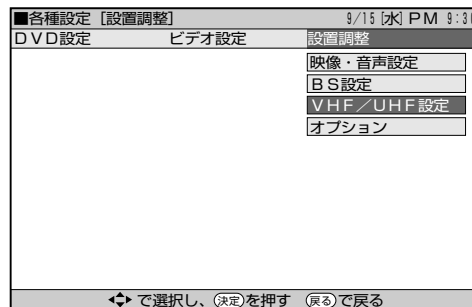 ■各種設定 [設置調整] 9/15 [水] PM 9:3
DVD設定 ビデオ設定 設置調整
映像・音声設定
BS設定
VHF／UHF設定
オプション
で選択し、決定を押す 戻るで戻る